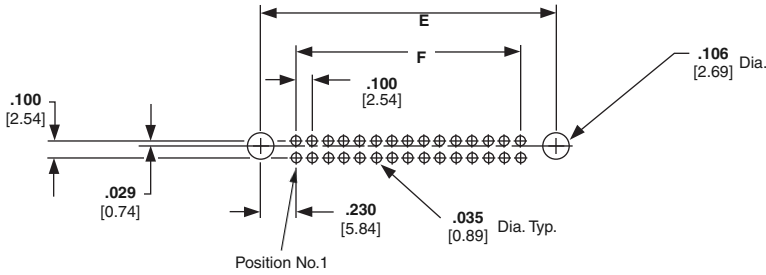 E
F
.106
[2.69] Dia.
.100
[2.54]
.100
[2.54]
.029
[0.74]
.230
[5.84]
.035
[0.89] Dia. Typ.
Position No.1